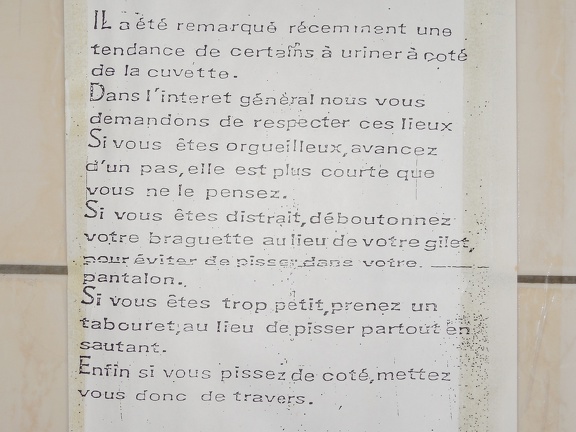 IL a été remarqué récemment une
tendance de certains à uriner à coté
de la cuvette.
Dans l'interet général nous vous
demandons de respecter ces lieux
Si vous êtes orgueilleux, avancez
d'un pas, elle est plus courte que
vous ne le pensez.
Si vous êtes distrait, déboutonnez
votre braguette au lieu de votre gilet,
pour éviter de pisser dans votre
pantalon.
Si vous êtes trop petit, prenez un
tabouret, au lieu de pisser partout en
sautant.
Enfin si vous pissez de coté, mettez
vous donc de travers.